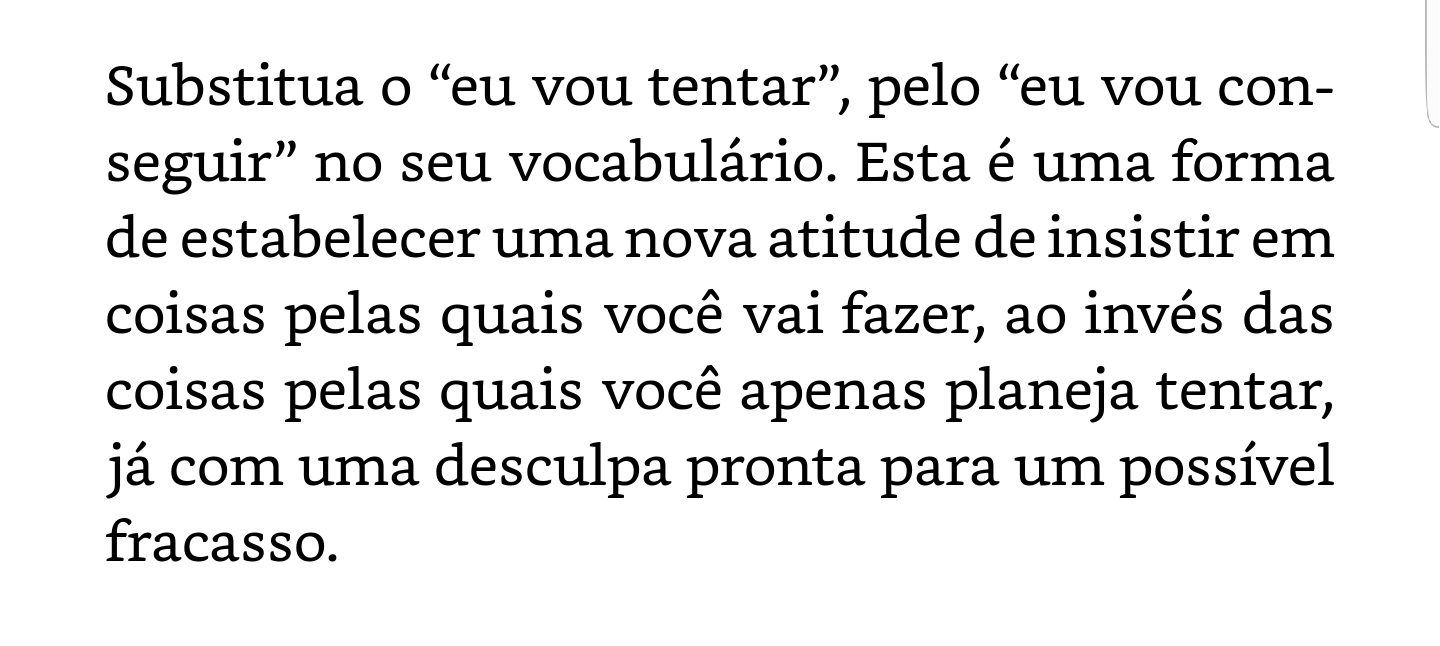 Substitua o “eu vou tentar”, pelo “eu vou con-
seguir” no seu vocabulário. Esta é uma forma
de estabelecer uma nova atitude de insistir em
coisas pelas quais você vai fazer, ao invés das
coisas pelas quais você apenas planeja tentar,
já com uma desculpa pronta para um possível
fracasso.